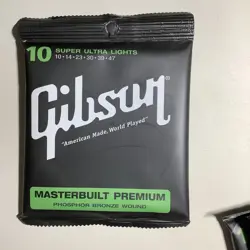 10 SUPER ULTRA LIGHTS
10•14•23•30•39•47
Gibson
"American Made, World Played"
MASTERBUILT PREMIUM
PHOSPHOR BRONZE WOUND